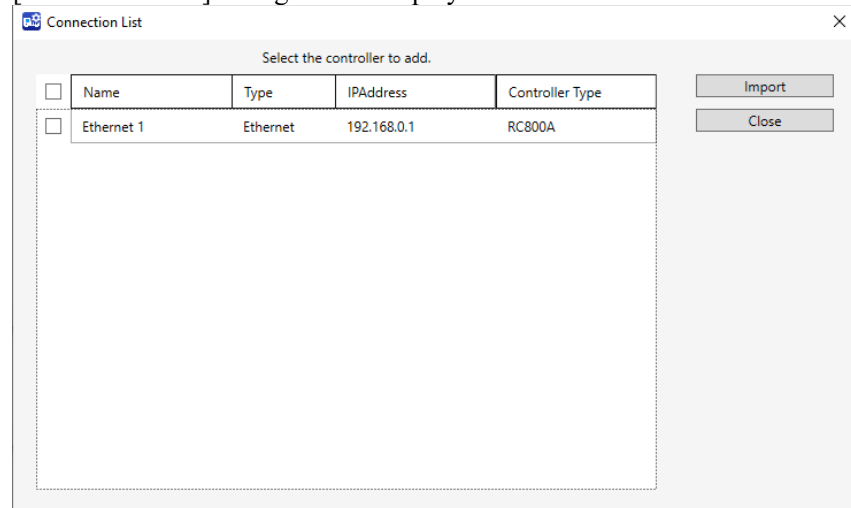 Connection List
Select the controller to add.
Name Type IPAddress Controller Type Import
Ethernet 1 Ethernet 192.168.0.1 RC800A Close